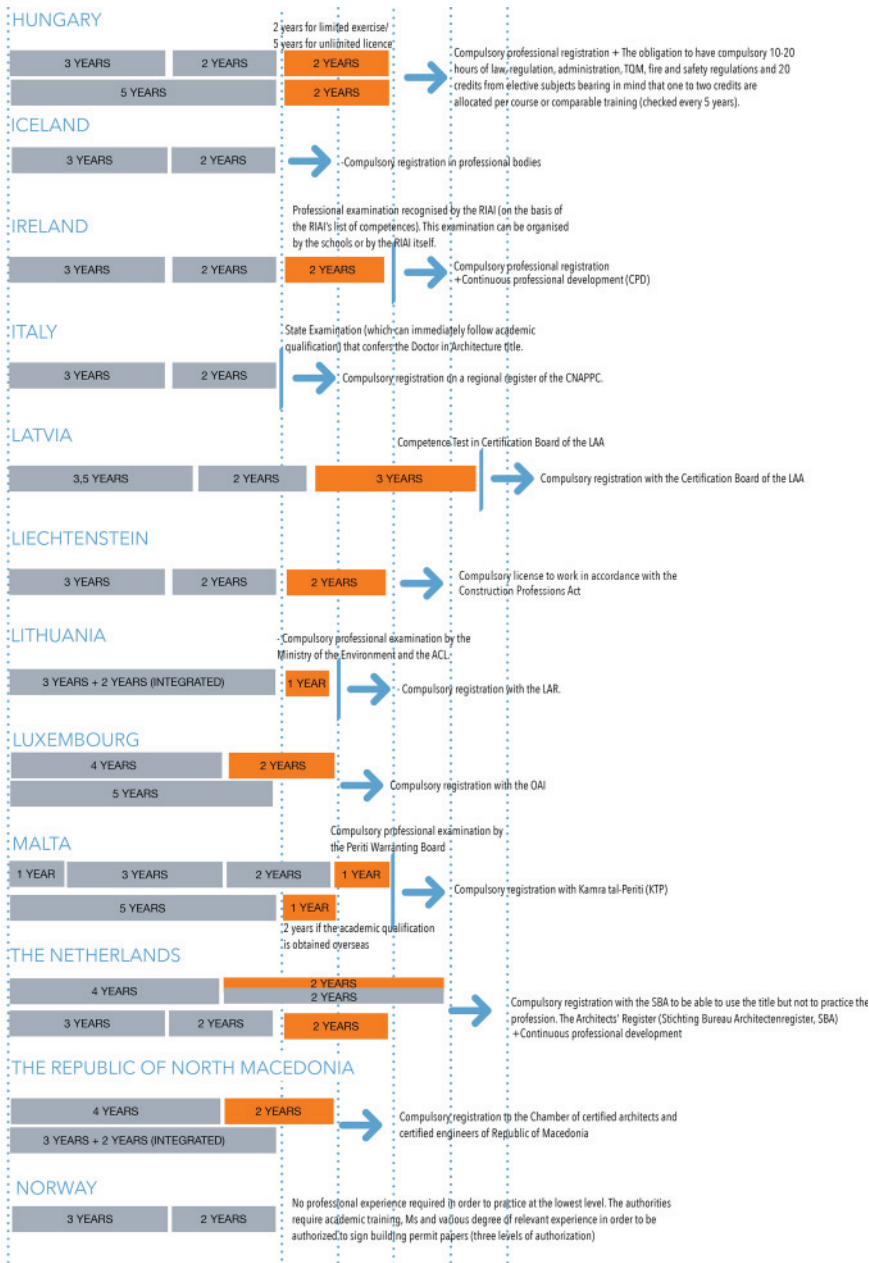 HUNGARY
2 years for limited exercise/
5 years for unlimited licence
3 YEARS 2 YEARS 2 YEARS
5 YEARS 2 YEARS
Compulsory professional registration + The obligation to have compulsory 10-20
hours of law, regulation, administration, TQM, fire and safety regulations and 20
credits from elective subjects bearing in mind that one to two credits are
allocated per course or comparable training (checked every 5 years).
ICELAND
3 YEARS 2 YEARS
-Compulsory registration in professional bodies
IRELAND
Professional examination recognised by the RIAI (on the basis of
the RIAI's list of competences). This examination can be organised
by the schools or by the RIAI itself.
3 YEARS 2 YEARS 2 YEARS
Compulsory professional registration
+Continuous professional development (CPD)
ITALY
State Examination (which can immediately follow academic
qualification) that confers the Doctor in Architecture title.
3 YEARS 2 YEARS
Compulsory registration on a regional register of the CNAPPC.
LATVIA
Competence Test in Certification Board of the LAA
3,5 YEARS 2 YEARS 3 YEARS
Compulsory registration with the Certification Board of the LAA
LIECHTENSTEIN
3 YEARS 2 YEARS 2 YEARS
Compulsory license to work in accordance with the
Construction Professions Act
LITHUANIA
- Compulsory professional examination by the
Ministry of the Environment and the ACL.
3 YEARS + 2 YEARS (INTEGRATED) 1 YEAR
- Compulsory registration with the LAR.
LUXEMBOURG
4 YEARS 2 YEARS
5 YEARS
Compulsory registration with the OAI
MALTA
Compulsory professional examination by
the Periti Warranting Board
1 YEAR 3 YEARS 2 YEARS 1 YEAR
5 YEARS 1 YEAR
Compulsory registration with Kamra tal-Periti (KTP)
2 years if the academic qualification
is obtained overseas
THE NETHERLANDS
4 YEARS 2 YEARS
2 YEARS
3 YEARS 2 YEARS 2 YEARS
Compulsory registration with the SBA to be able to use the title but not to practice the
profession. The Architects' Register (Stichting Bureau Architectenregister, SBA)
+Continuous professional development
THE REPUBLIC OF NORTH MACEDONIA
4 YEARS 2 YEARS
3 YEARS + 2 YEARS (INTEGRATED)
Compulsory registration to the Chamber of certified architects and
certified engineers of Republic of Macedonia
NORWAY
3 YEARS 2 YEARS
No professional experience required in order to practice at the lowest level. The authorities
require academic training, Ms and various degree of relevant experience in order to be
authorized to sign building permit papers (three levels of authorization)